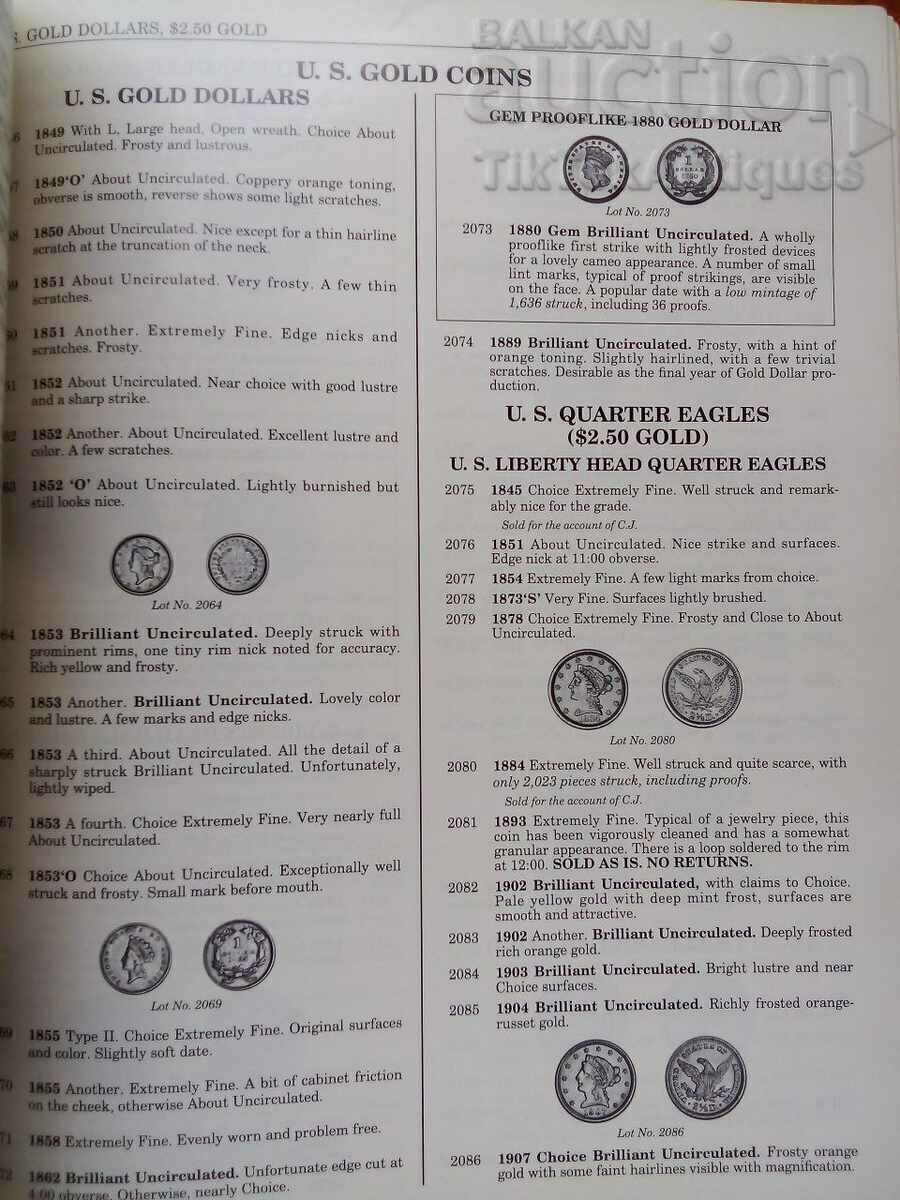 S. GOLD DOLLARS, $2.50 GOLD
U. S. GOLD COINS
U. S. GOLD DOLLARS
6 1849 With L. Large head. Open wreath. Choice About
Uncirculated. Frosty and lustrous.
7 1849'O' About Uncirculated. Coppery orange toning,
obverse is smooth, reverse shows some light scratches.
58 1850 About Uncirculated. Nice except for a thin hairline
scratch at the truncation of the neck.
59 1851 About Uncirculated. Very frosty. A few thin
scratches.
60 1851 Another. Extremely Fine. Edge nicks and
scratches. Frosty.
61 1852 About Uncirculated. Near choice with good lustre
and a sharp strike.
62 1852 Another. About Uncirculated. Excellent lustre and
color. A few scratches.
63 1852 'O' About Uncirculated. Lightly burnished but
still looks nice.
Lot No. 2064
64 1853 Brilliant Uncirculated. Deeply struck with
prominent rims, one tiny rim nick noted for accuracy.
Rich yellow and frosty.
65 1853 Another. Brilliant Uncirculated. Lovely color
and lustre. A few marks and edge nicks.
66 1853 A third. About Uncirculated. All the detail of a
sharply struck Brilliant Uncirculated. Unfortunately,
lightly wiped.
67 1853 A fourth. Choice Extremely Fine. Very nearly full
About Uncirculated.
68 1853'O Choice About Uncirculated. Exceptionally well
struck and frosty. Small mark before mouth.
Lot No. 2069
69 1855 Type II. Choice Extremely Fine. Original surfaces
and color. Slightly soft date.
70 1855 Another. Extremely Fine. A bit of cabinet friction
on the cheek, otherwise About Uncirculated.
71 1858 Extremely Fine. Evenly worn and problem free.
72 1862 Brilliant Uncirculated. Unfortunate edge cut at
4:00 obverse. Otherwise, nearly Choice.
GEM PROOFLIKE 1880 GOLD DOLLAR
Lot No. 2073
2073 1880 Gem Brilliant Uncirculated. A wholly
prooflike first strike with lightly frosted devices
for a lovely cameo appearance. A number of small
lint marks, typical of proof strikings, are visible
on the face. A popular date with a low mintage of
1,636 struck, including 36 proofs.
2074 1889 Brilliant Uncirculated. Frosty, with a hint of
orange toning. Slightly hairlined, with a few trivial
scratches. Desirable as the final year of Gold Dollar pro-
duction.
U. S. QUARTER EAGLES
($2.50 GOLD)
U. S. LIBERTY HEAD QUARTER EAGLES
2075 1845 Choice Extremely Fine. Well struck and remark-
ably nice for the grade.
Sold for the account of C.J.
2076 1851 About Uncirculated. Nice strike and surfaces.
Edge nick at 11:00 obverse.
2077 1854 Extremely Fine. A few light marks from choice.
2078 1873'S' Very Fine. Surfaces lightly brushed.
2079 1878 Choice Extremely Fine. Frosty and Close to About
Uncirculated.
Lot No. 2080
2080 1884 Extremely Fine. Well struck and quite scarce, with
only 2,023 pieces struck, including proofs.
Sold for the account of C.J.
2081 1893 Extremely Fine. Typical of a jewelry piece, this
coin has been vigorously cleaned and has a somewhat
granular appearance. There is a loop soldered to the rim
at 12:00. SOLD AS IS. NO RETURNS.
2082 1902 Brilliant Uncirculated, with claims to Choice.
Pale yellow gold with deep mint frost, surfaces are
smooth and attractive.
2083 1902 Another. Brilliant Uncirculated. Deeply frosted
rich orange gold.
2084 1903 Brilliant Uncirculated. Bright lustre and near
Choice surfaces.
2085 1904 Brilliant Uncirculated. Richly frosted orange-
russet gold.
Lot No. 2086
2086 1907 Choice Brilliant Uncirculated. Frosty orange
gold with some faint hairlines visible with magnification.
BALKAN
auction
TikTakAntiques